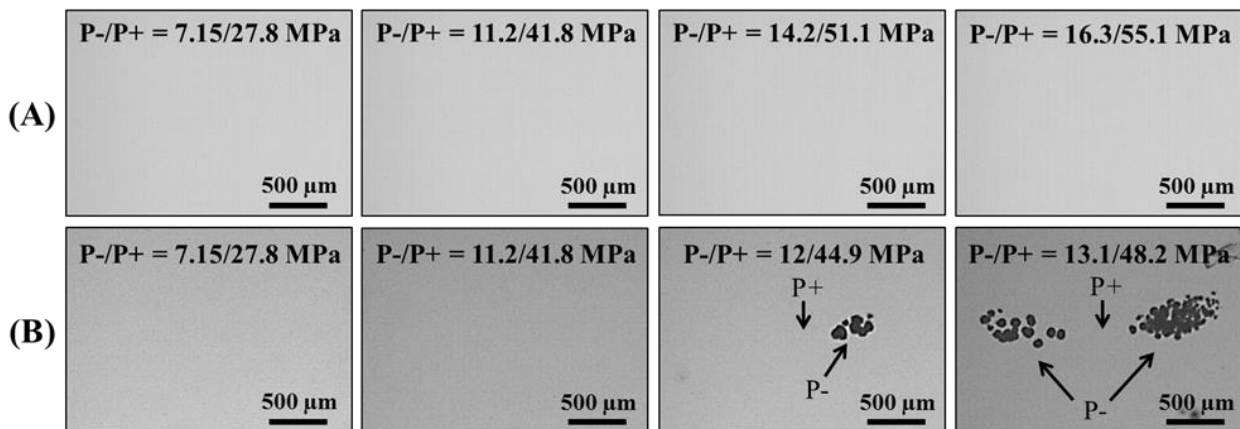 (A)
P-/P+ = 7.15/27.8 MPa
500 µm
P-/P+ = 11.2/41.8 MPa
500 µm
P-/P+ = 14.2/51.1 MPa
500 µm
P-/P+ = 16.3/55.1 MPa
500 µm
(B)
P-/P+ = 7.15/27.8 MPa
500 µm
P-/P+ = 11.2/41.8 MPa
500 µm
P-/P+ = 12/44.9 MPa
P+
P-
500 µm
P-/P+ = 13.1/48.2 MPa
P+
P-
500 µm